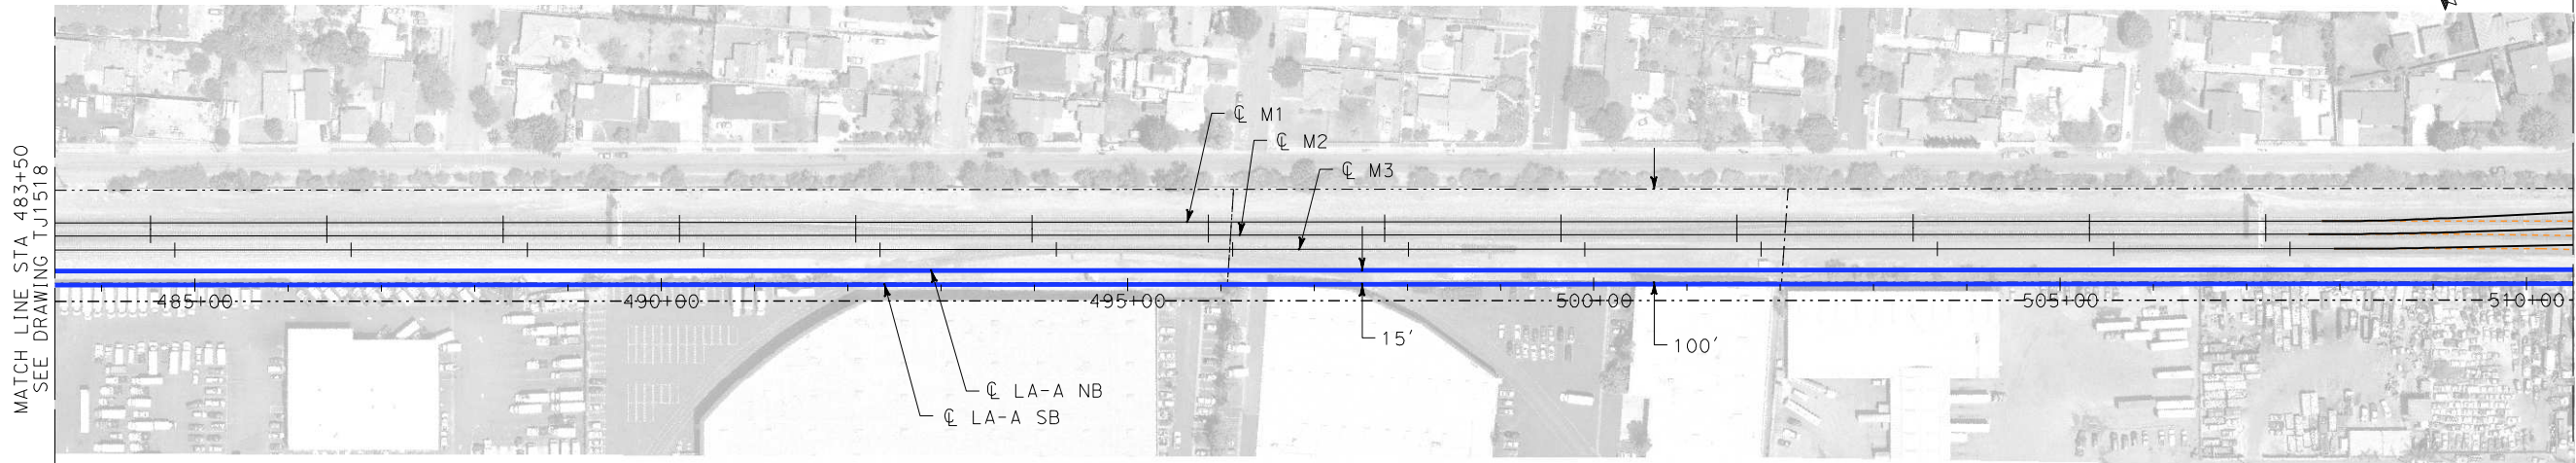 MATCH LINE STA 483+50
SEE DRAWING TJ1518
℄ M1
℄ M2
℄ M3
485+00
490+00
495+00
500+00
505+00
510+00
15'
100'
℄ LA-A NB
℄ LA-A SB